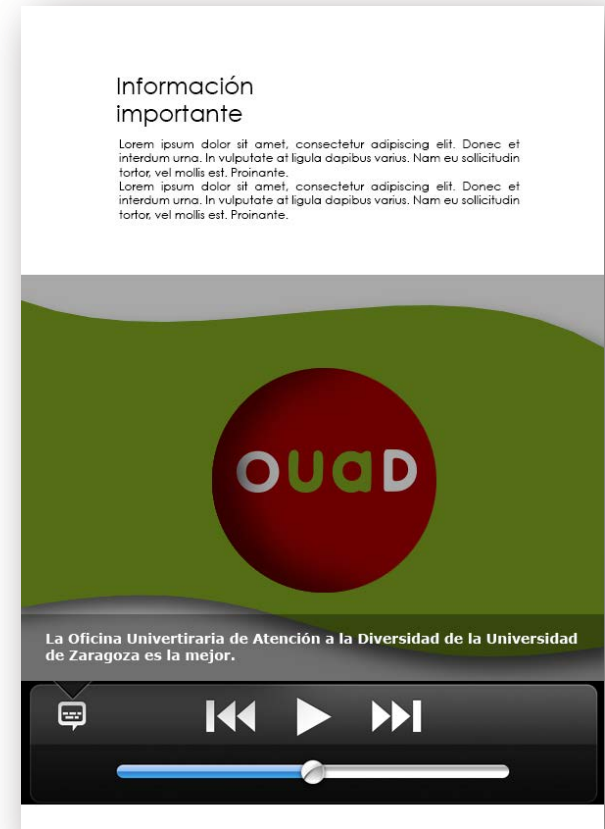 Información
importante
Lorem ipsum dolor sit amet, consectetur adipiscing elit. Donec et
interdum urna. In vulputate at ligula dapibus varius. Nam eu sollicitudin
tortor, vel mollis est. Proinante.
Lorem ipsum dolor sit amet, consectetur adipiscing elit. Donec et
interdum urna. In vulputate at ligula dapibus varius. Nam eu sollicitudin
tortor, vel mollis est. Proinante.
OUaD
La Oficina Univertiraria de Atención a la Diversidad de la Universidad
de Zaragoza es la mejor.